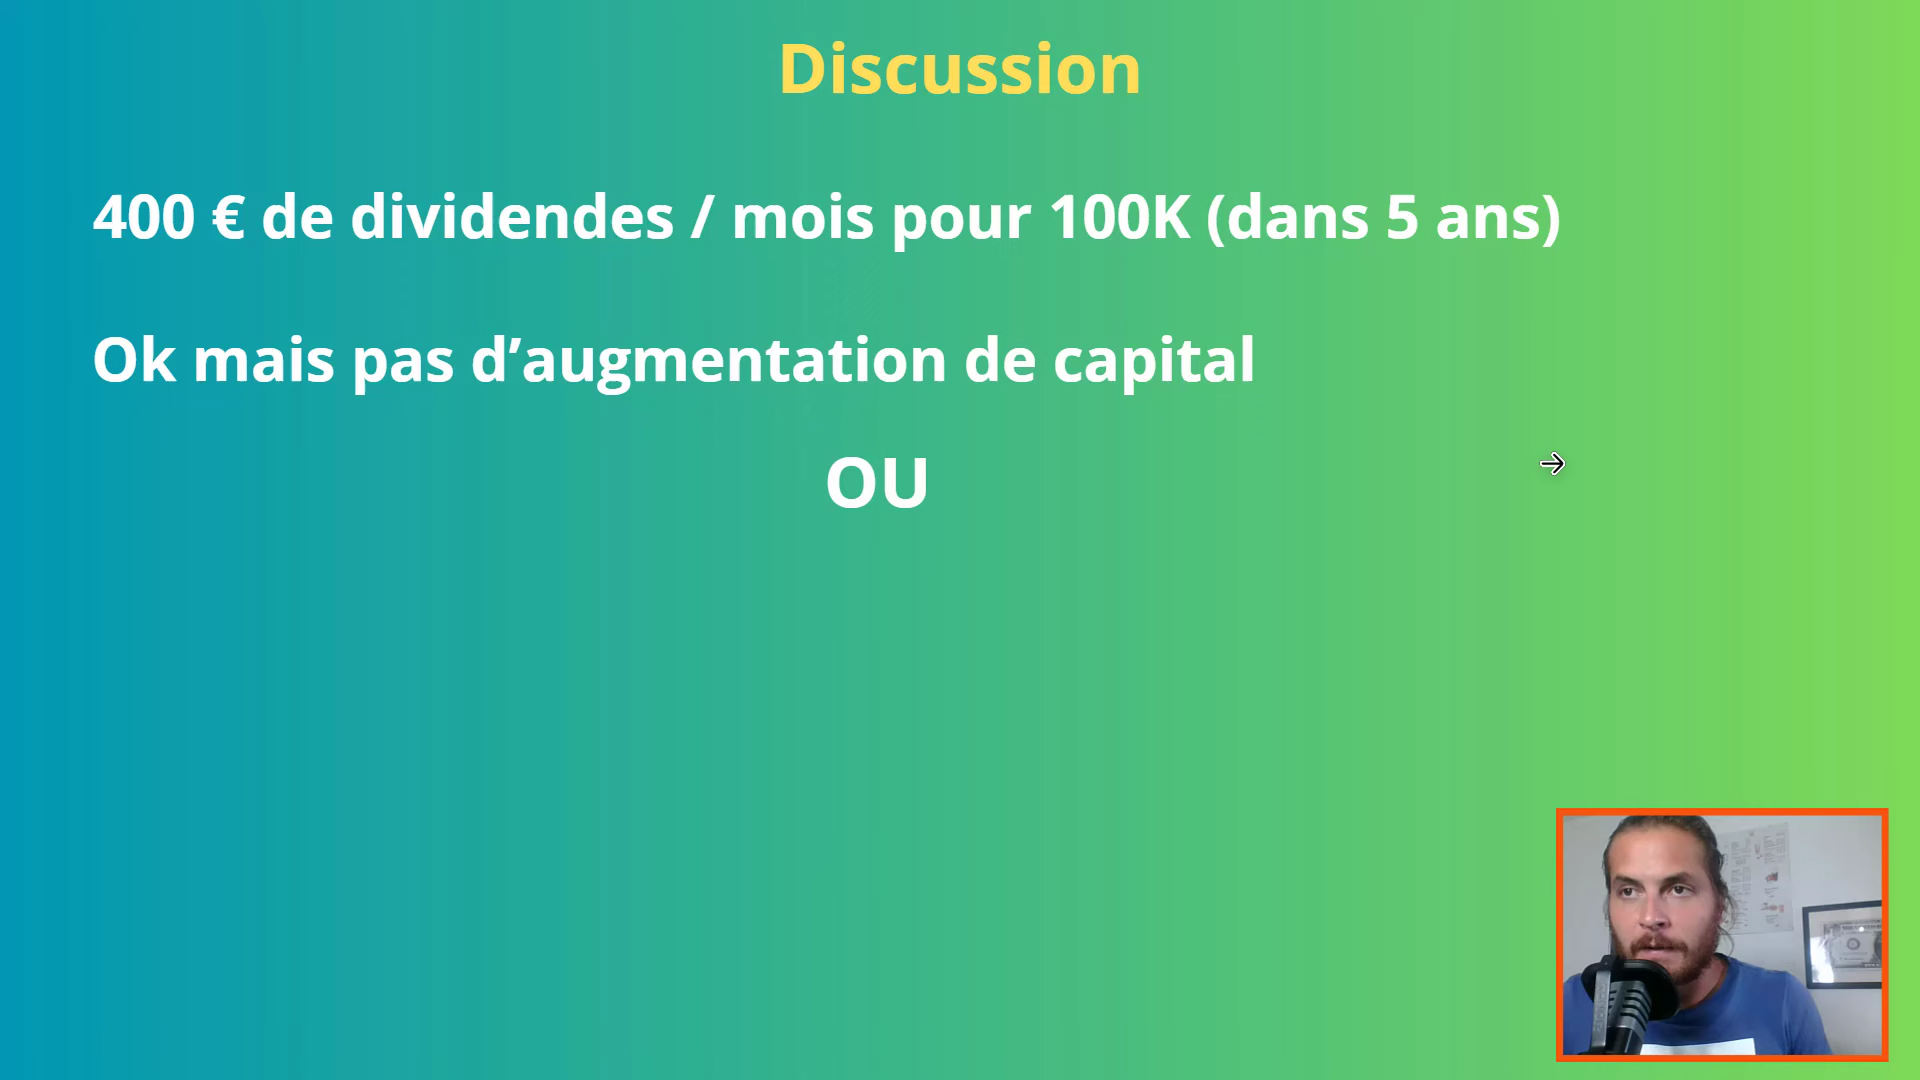 Discussion
400 € de dividendes / mois pour 100K (dans 5 ans)
Ok mais pas d’augmentation de capital
OU